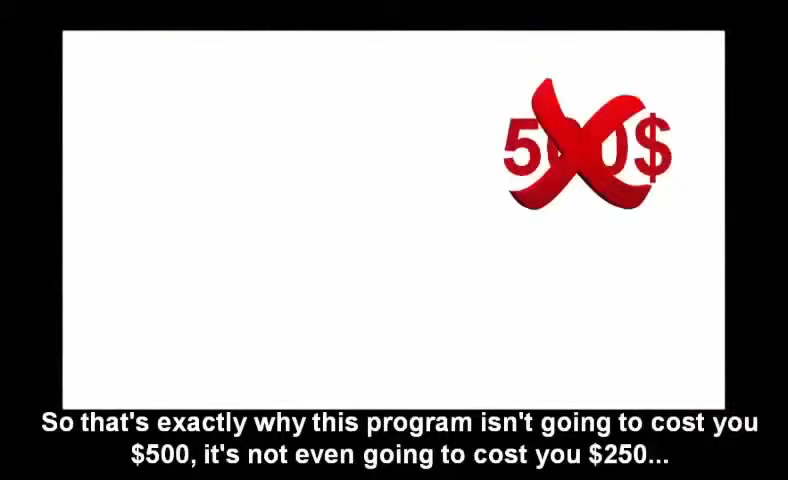 500$
So that's exactly why this program isn't going to cost you
$500, it's not even going to cost you $250...